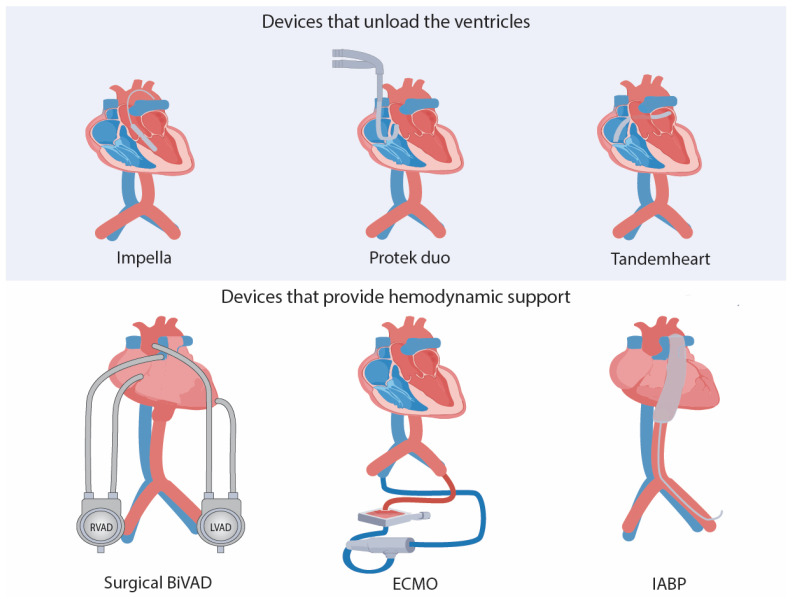 Devices that unload the ventricles
Impella
Protek duo
Tandemheart
Devices that provide hemodynamic support
RVAD
LVAD
Surgical BiVAD
ECMO
IABP